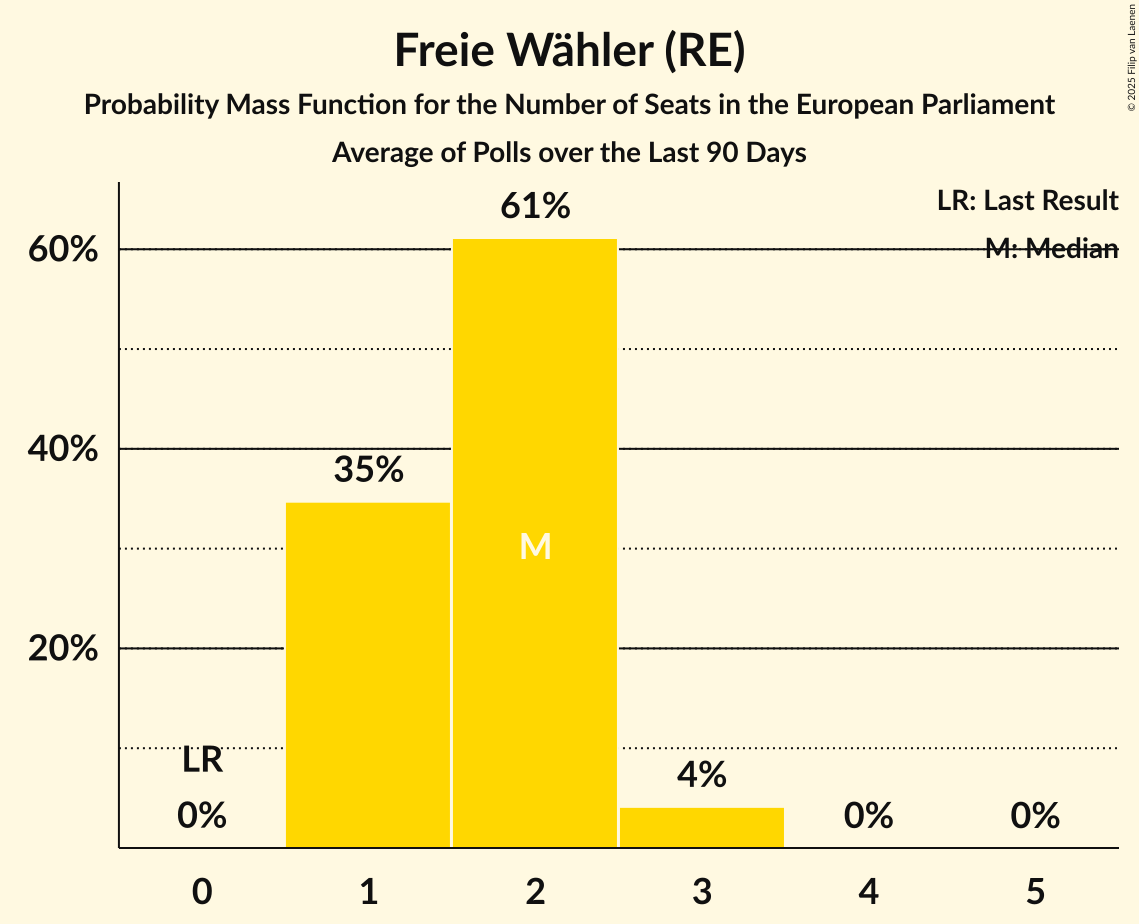 Freie Wähler (RE)
Probability Mass Function for the Number of Seats in the European Parliament
Average of Polls over the Last 90 Days
© 2025 Filip van Laenen
LR: Last Result
M: Median
61%
60%
40%
35%
M
20%
LR
4%
0%
0%
0%
0
1
2
3
4
5